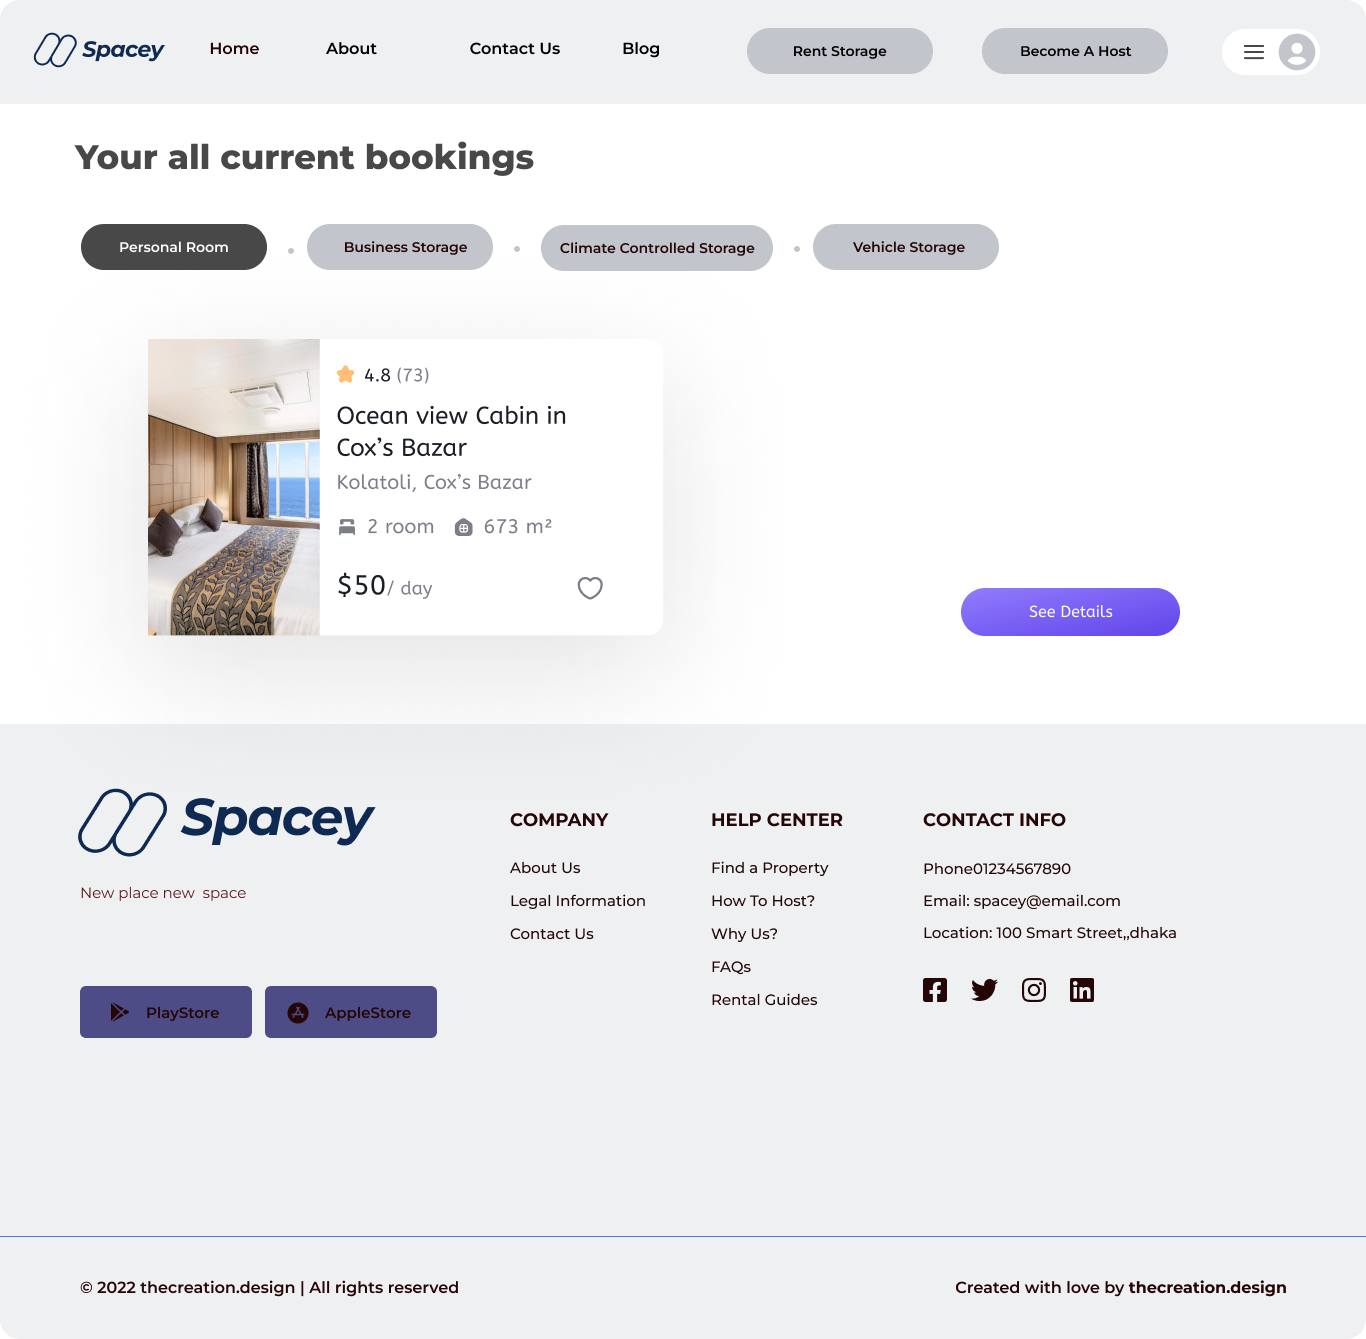 Spacey
Home
About
Contact Us
Blog
Rent Storage
Become A Host
Your all current bookings
Personal Room
Business Storage
Climate Controlled Storage
Vehicle Storage
4.8 (73)
Ocean view Cabin in
Cox’s Bazar
Kolatoli, Cox’s Bazar
2 room
673 m²
$50/ day
See Details
Spacey
New place new  space
PlayStore
AppleStore
COMPANY
About Us
Legal Information
Contact Us
HELP CENTER
Find a Property
How To Host?
Why Us?
FAQs
Rental Guides
CONTACT INFO
Phone01234567890
Email: spacey@email.com
Location: 100 Smart Street,,dhaka
© 2022 thecreation.design | All rights reserved
Created with love by thecreation.design